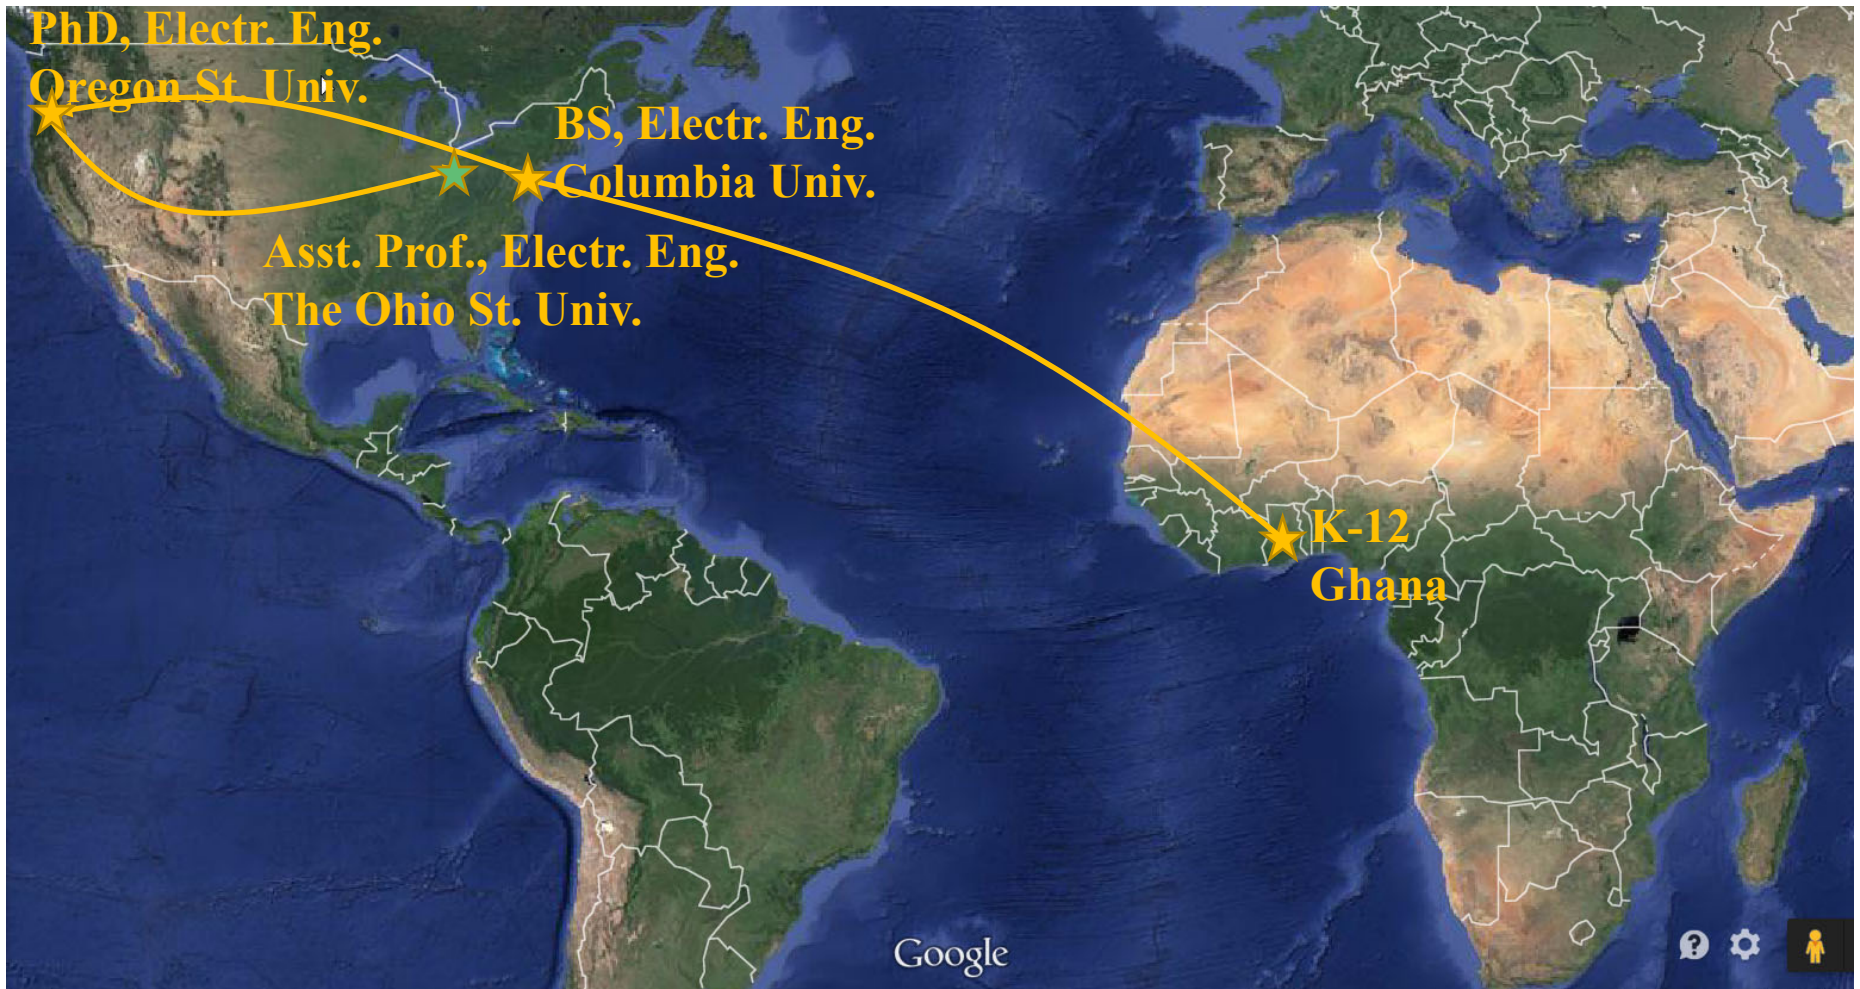 PhD, Electr. Eng.
Oregon St. Univ.
BS, Electr. Eng.
Columbia Univ.
Asst. Prof., Electr. Eng.
The Ohio St. Univ.
K-12
Ghana
Google
?